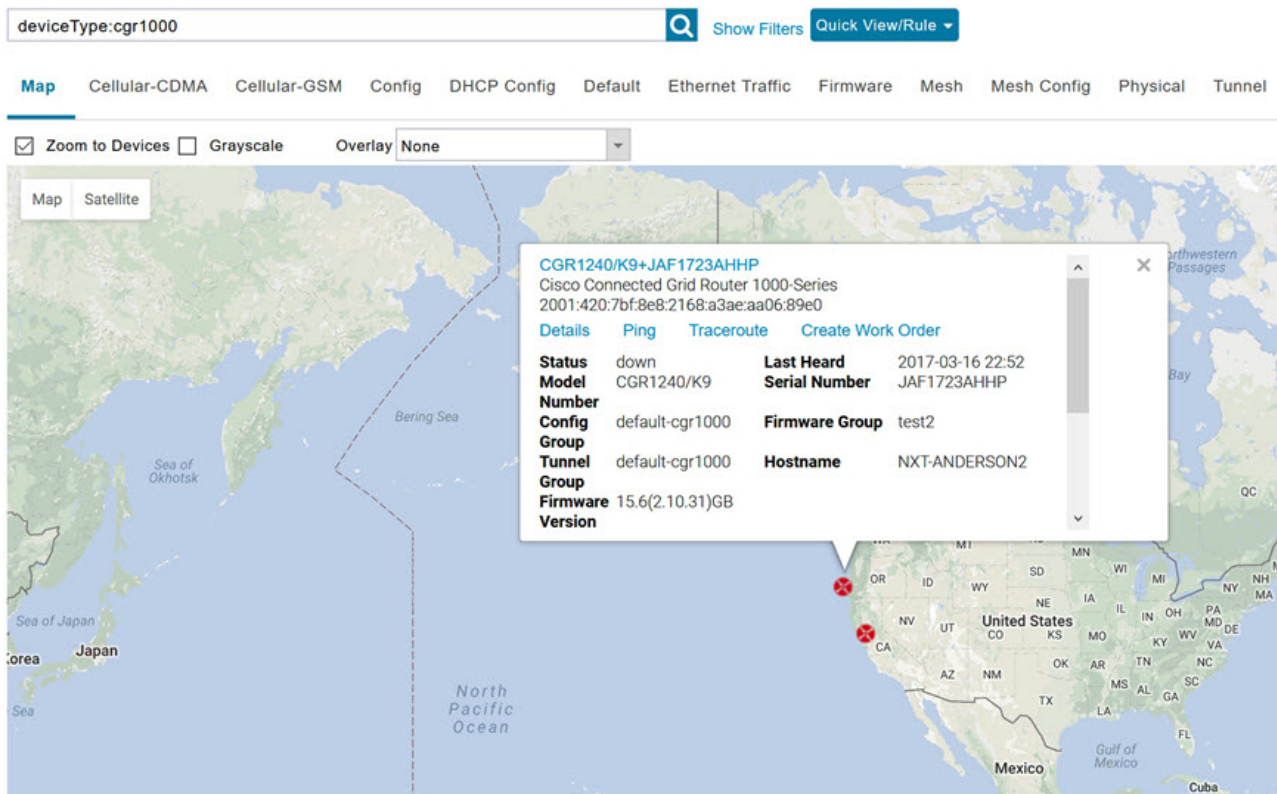 deviceType:cgr1000
Show Filters
Quick View/Rule
Map Cellular-CDMA Cellular-GSM Config DHCP Config Default Ethernet Traffic Firmware Mesh Mesh Config Physical Tunnel
Zoom to Devices Grayscale Overlay None
Map Satellite
CGR1240/K9+JAF1723AHHP
Cisco Connected Grid Router 1000-Series
2001:420:7bf:8e8:2168:a3ae:aa06:89e0
Details Ping Traceroute Create Work Order
Status down Last Heard 2017-03-16 22:52
Model Number CGR1240/K9 Serial Number JAF1723AHHP
Config Group default-cgr1000 Firmware Group test2
Tunnel Group default-cgr1000 Hostname NXT-ANDERSON2
Firmware Version 15.6(2.10.31)GB
Passages
Bay
Bering Sea
Sea of
Okhotsk
QC
MT
MN
OR ID WY SD WI MI NY NH
MA
NE IA IL IN OH PA
MD DE
Sea of Japan
NV UT United States
CO KS MO KY WV VA
CA
Japan
AZ NM OK AR TN NC
MS AL GA SC
TX LA
FL
North
Pacific
Ocean
Gulf of
Mexico
Mexico
Cuba
Sea